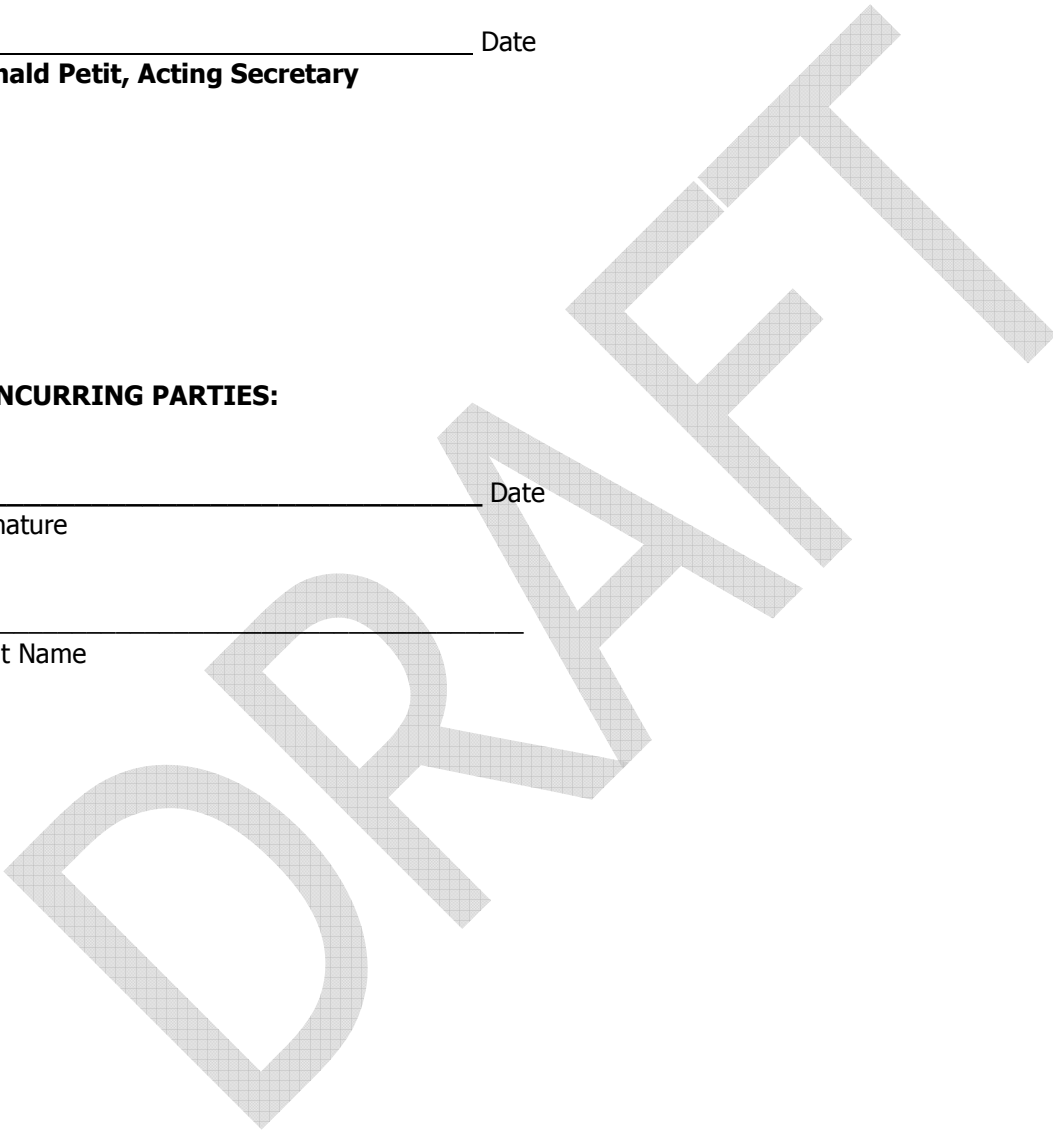 Date
nald Petit, Acting Secretary
NCURRING PARTIES:
Date
nature
t Name
DRAFT